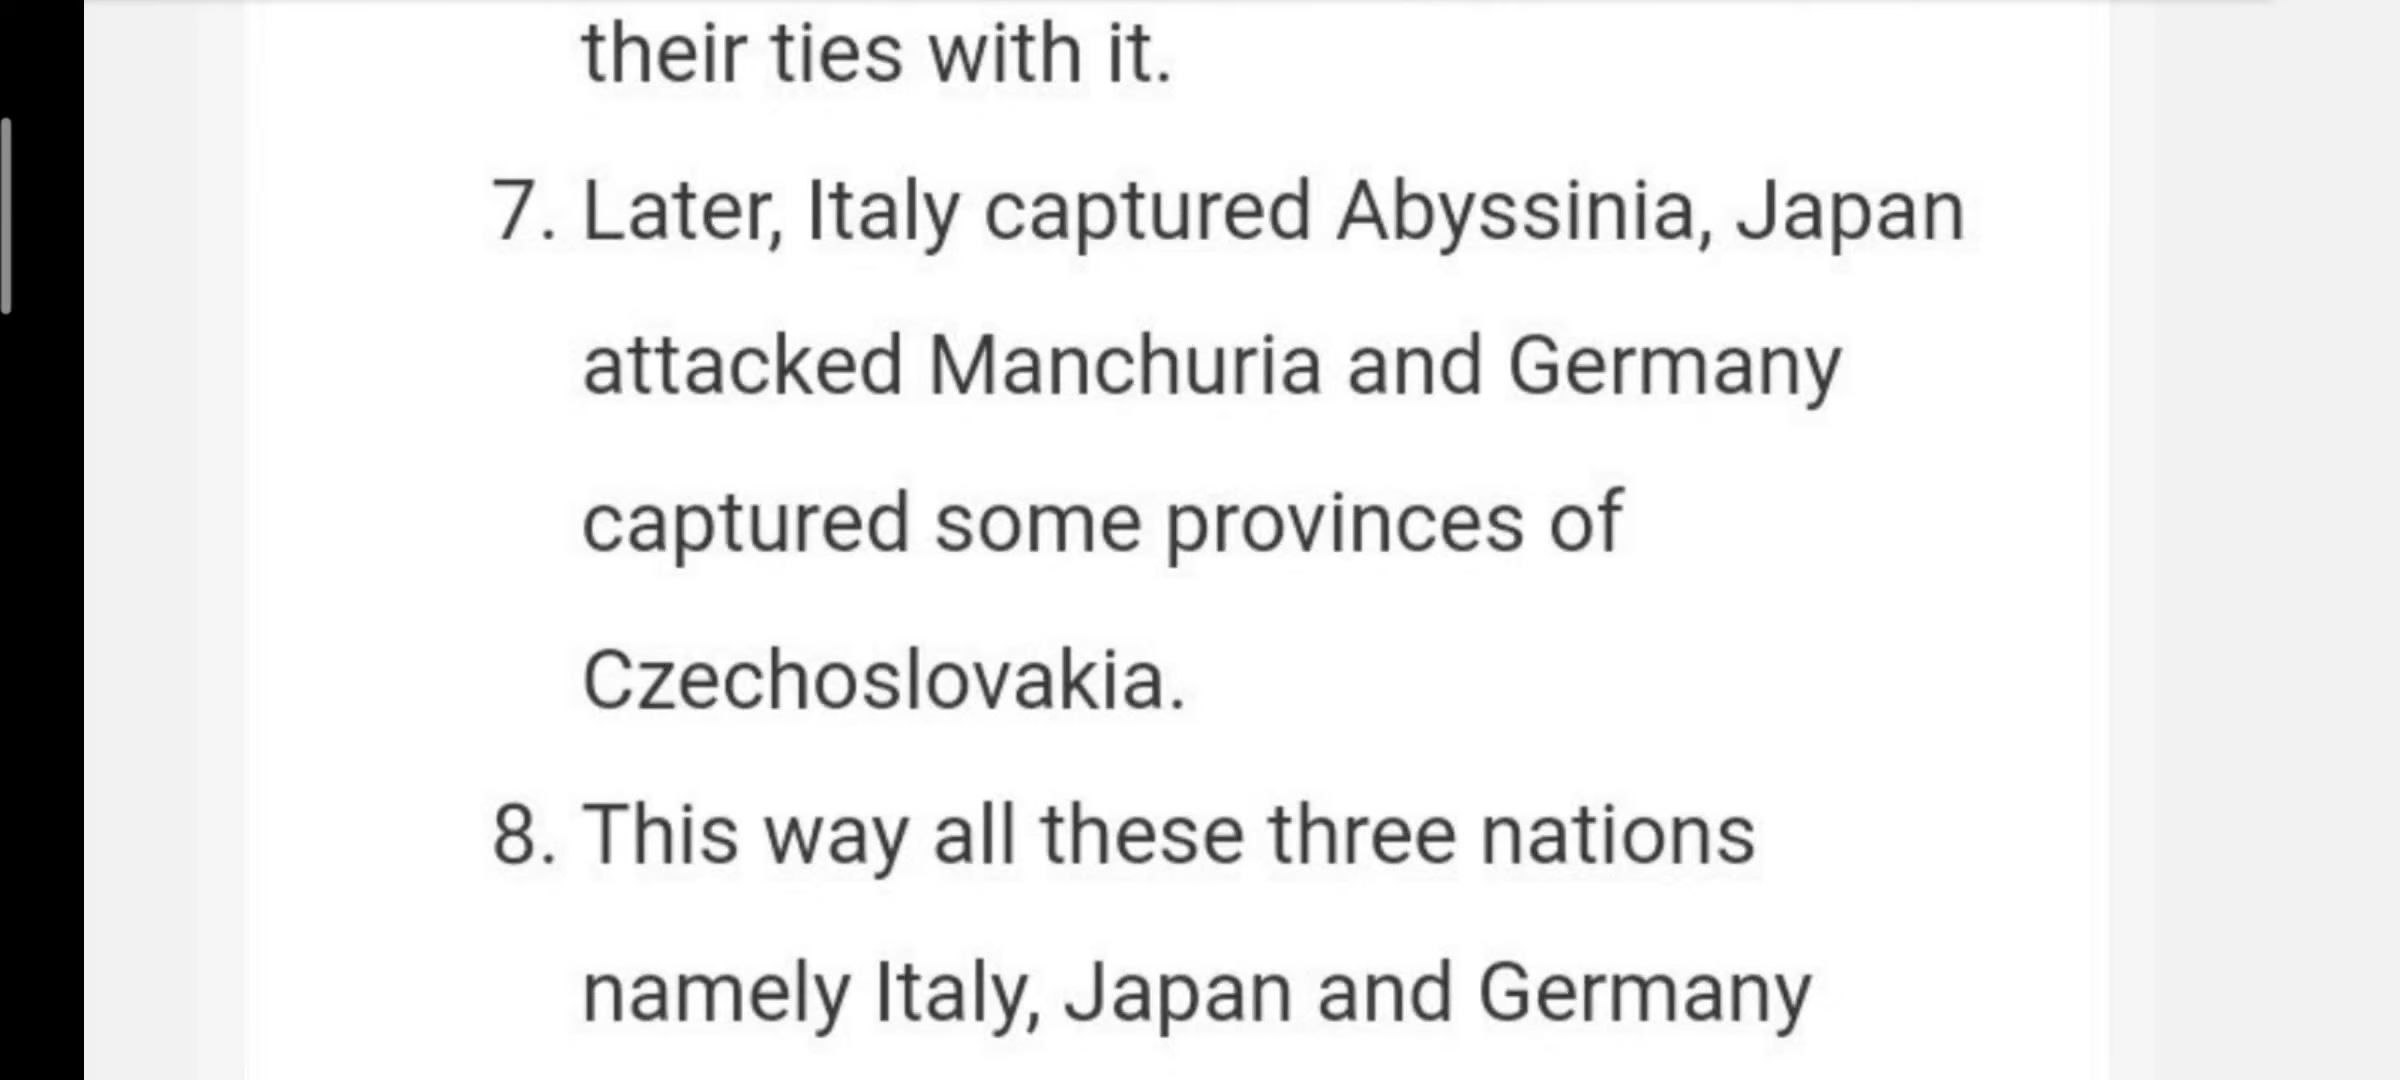 their ties with it.
7. Later, Italy captured Abyssinia, Japan
attacked Manchuria and Germany
captured some provinces of
Czechoslovakia.
8. This way all these three nations
namely Italy, Japan and Germany